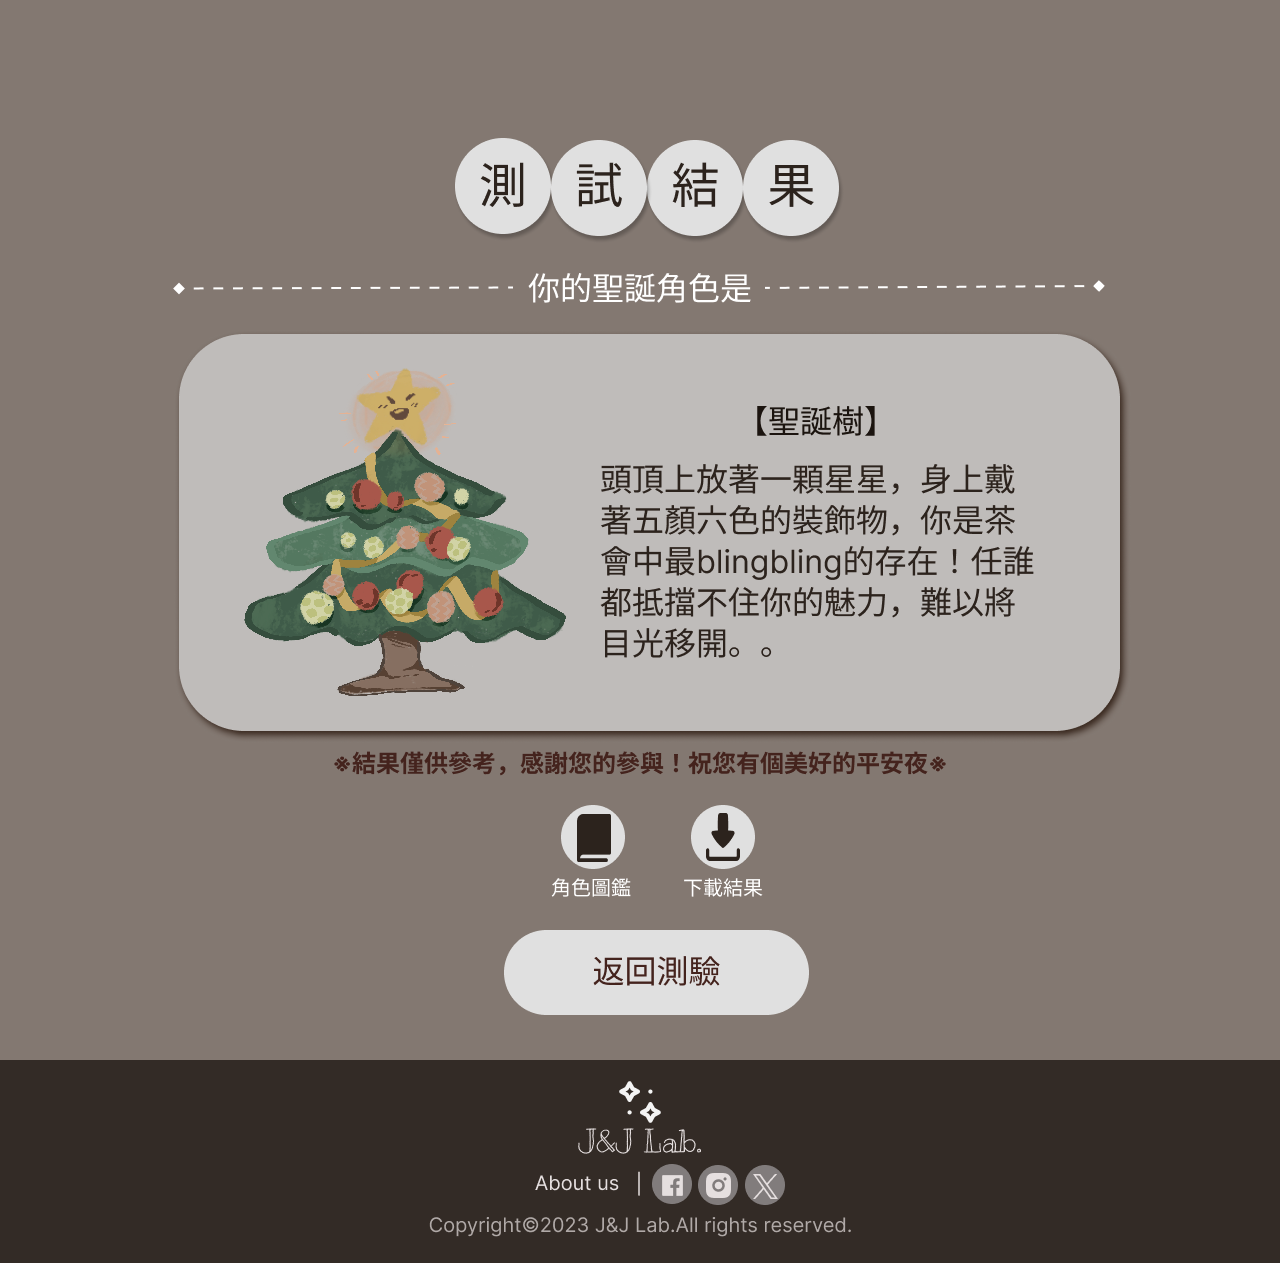 測試結果
你的聖誕角色是
【聖誕樹】
頭頂上放著一顆星星，身上戴
著五顏六色的裝飾物，你是茶
會中最blingbling的存在！任誰
都抵擋不住你的魅力，難以將
目光移開。。
※結果僅供參考，感謝您的參與！祝您有個美好的平安夜※
角色圖鑑
下載結果
返回測驗
J&J Lab.
About us |
Copyright©2023 J&J Lab.All rights reserved.